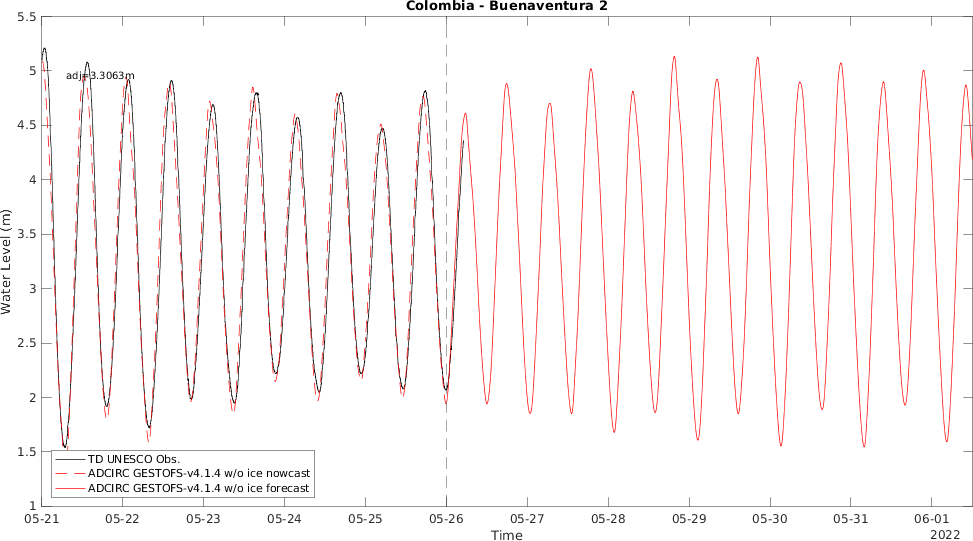 Colombia - Buenaventura 2
5.5
5
4.5
4
3.5
3
2.5
2
1.5
1
Water Level (m)
adj=3.3063m
TD UNESCO Obs.
ADCIRC GESTOFS-v4.1.4 w/o ice nowcast
ADCIRC GESTOFS-v4.1.4 w/o ice forecast
05-21 05-22 05-23 05-24 05-25 05-26 05-27 05-28 05-29 05-30 05-31 06-01
2022
Time